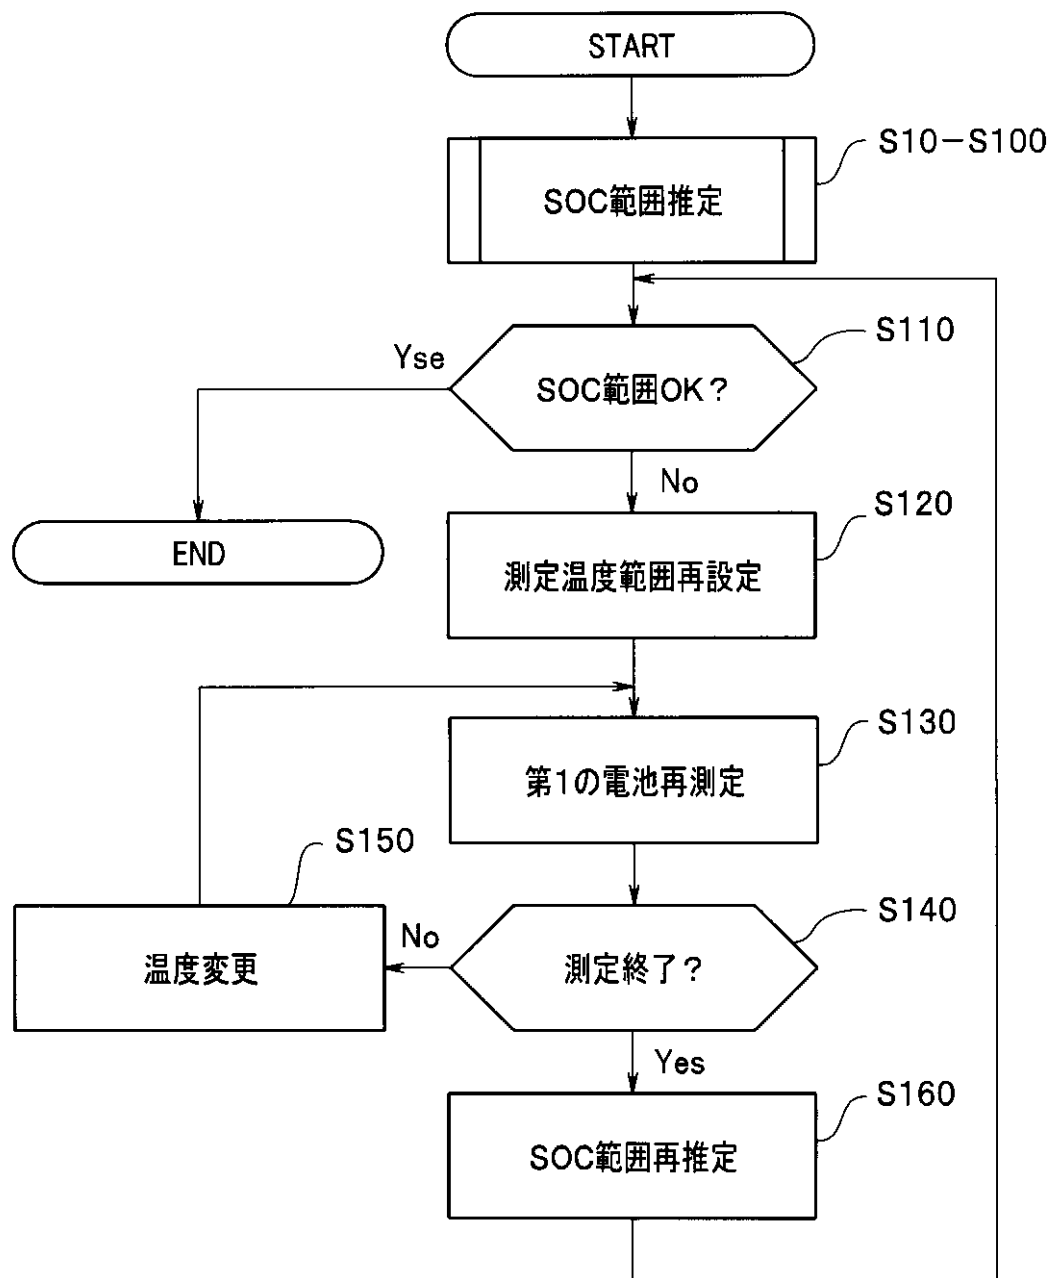 START
S10-S100
SOC範囲推定
S110
Yse
SOC範囲OK？
No
S120
END
測定温度範囲再設定
S130
第1の電池再測定
S150
S140
No
温度変更
測定終了？
Yes
S160
SOC範囲再推定